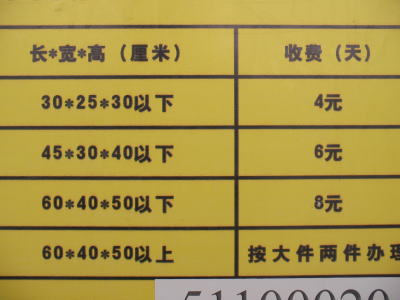 长*宽*高（厘米） 收费（天）
30*25*30以下 4元
45*30*40以下 6元
60*40*50以下 8元
60*40*50以上 按大件两件办理